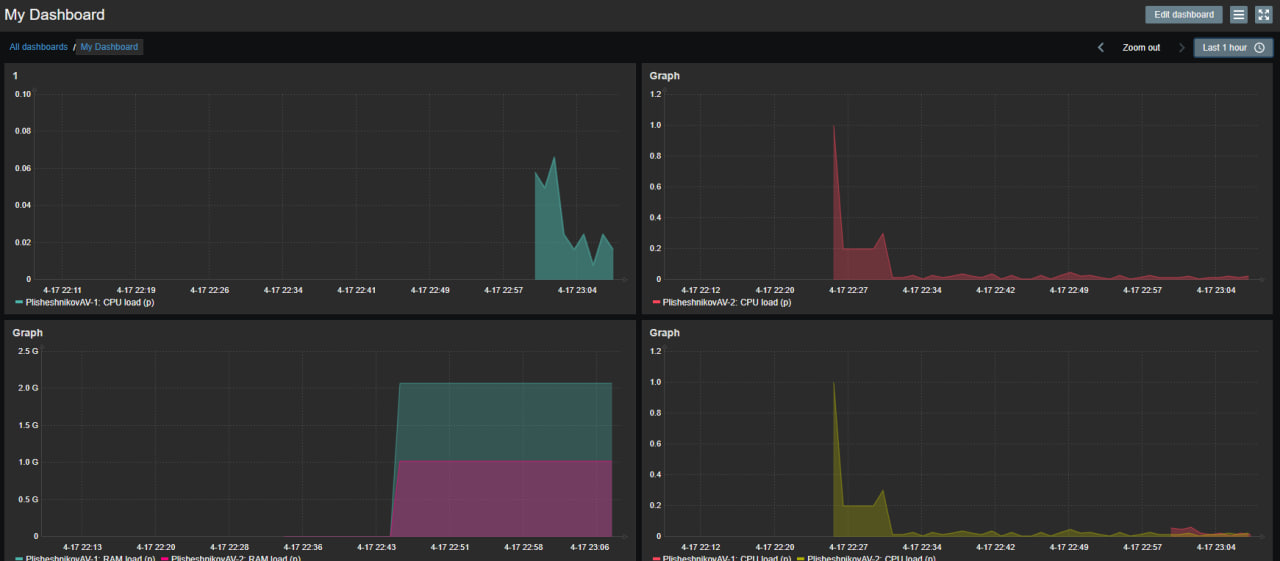 My Dashboard
Edit dashboard
All dashboards / My Dashboard
Zoom out
Last 1 hour
1
0.10
0.08
0.06
0.04
0.02
0
4-17 22:11 4-17 22:19 4-17 22:26 4-17 22:34 4-17 22:41 4-17 22:49 4-17 22:57 4-17 23:04
PlisheshnikovAV-1: CPU load (p)
Graph
1.2
1.0
0.8
0.6
0.4
0.2
0
4-17 22:12 4-17 22:20 4-17 22:27 4-17 22:34 4-17 22:42 4-17 22:49 4-17 22:57 4-17 23:04
PlisheshnikovAV-2: CPU load (p)
Graph
2.5 G
2.0 G
1.5 G
1.0 G
0.5 G
0
4-17 22:13 4-17 22:20 4-17 22:28 4-17 22:36 4-17 22:43 4-17 22:51 4-17 22:58 4-17 23:06
PlisheshnikovAV-1: RAM load (p) PlisheshnikovAV-2: RAM load (p)
Graph
1.2
1.0
0.8
0.6
0.4
0.2
0
4-17 22:12 4-17 22:20 4-17 22:27 4-17 22:34 4-17 22:42 4-17 22:49 4-17 22:57 4-17 23:04
PlisheshnikovAV-1: CPU load (p) PlisheshnikovAV-2: CPU load (p)